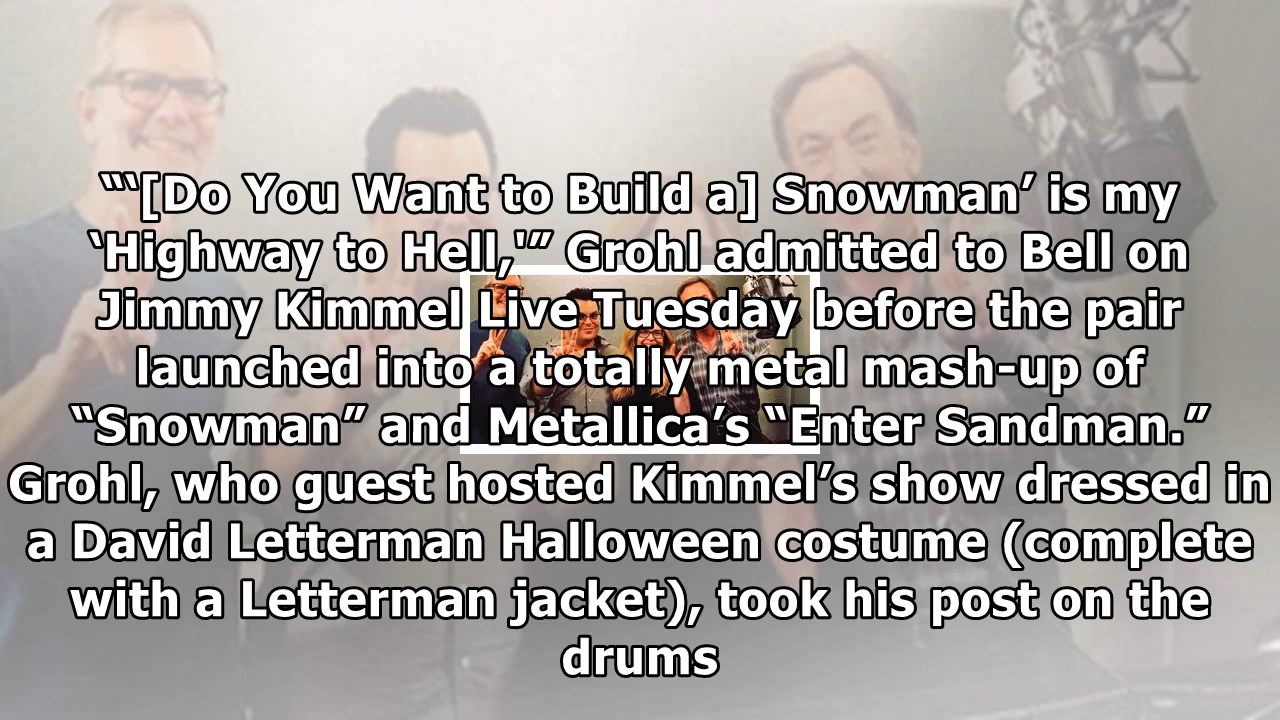 “‘[Do You Want to Build a] Snowman’ is my
‘Highway to Hell,'” Grohl admitted to Bell on
Jimmy Kimmel Live Tuesday before the pair
launched into a totally metal mash-up of
“Snowman” and Metallica’s “Enter Sandman.”
Grohl, who guest hosted Kimmel’s show dressed in
a David Letterman Halloween costume (complete
with a Letterman jacket), took his post on the
drums